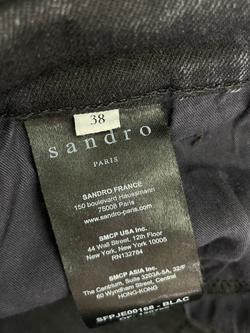 38
sandro
PARIS
SANDRO FRANCE
150 boulevard Haussmann
75008 Paris
www.sandro-paris.com
SMCP USA Inc.
44 Wall Street, 12th Floor
New York, New York 10005
RN132784
SMCP ASIA Inc.
The Centrium, Suite 3203A-5A, 32/F
60 Wyndham Street, Central
HONG-KONG
SFPJE00168 - BLAC